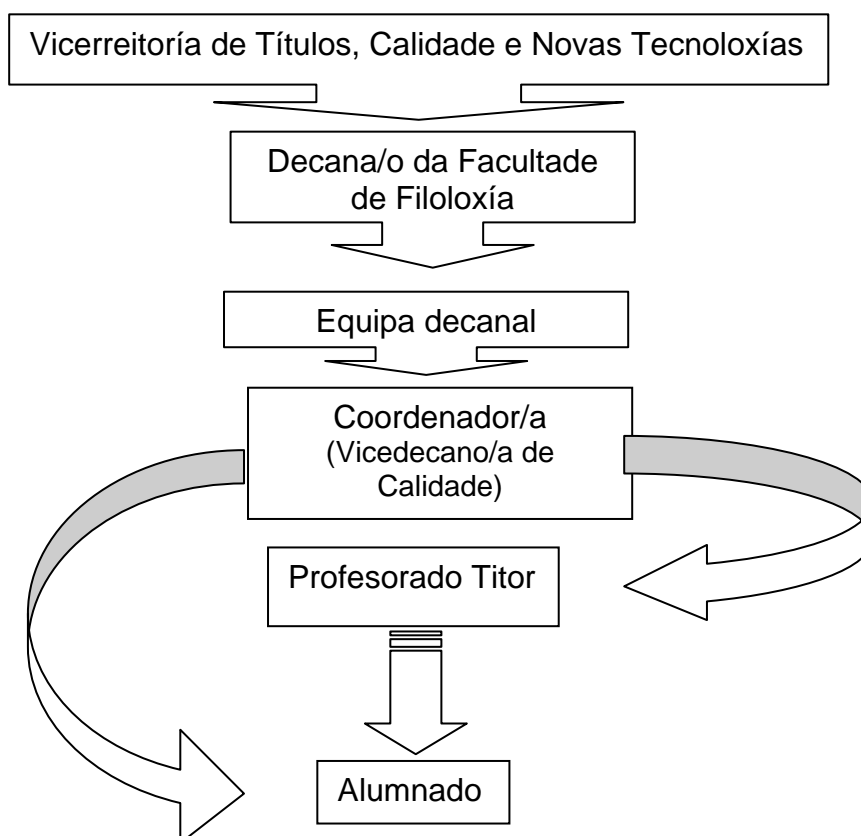 Vicerreitoría de Títulos, Calidade e Novas Tecnoloxías
Decana/o da Facultade
de Filoloxía
Equipa decanal
Coordenador/a
(Vicedecano/a de
Calidade)
Profesorado Titor
Alumnado